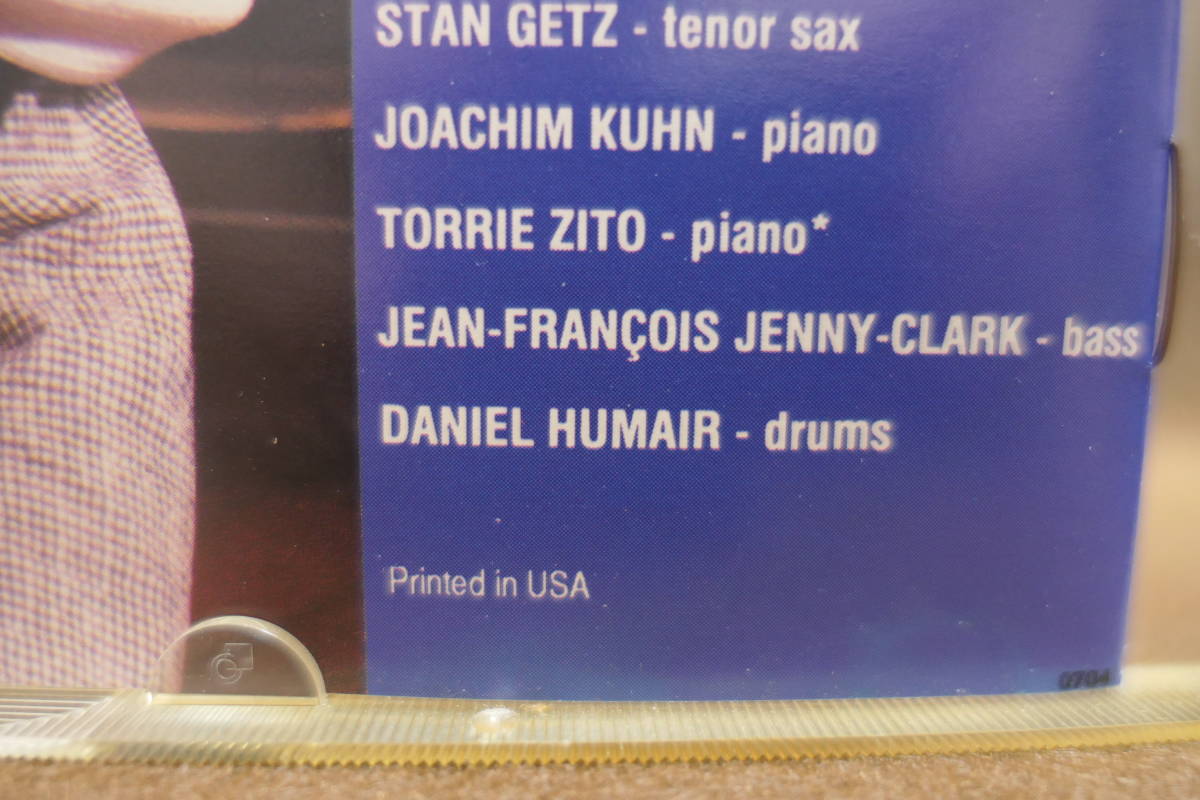 STAN GETZ - tenor sax
JOACHIM KUHN - piano
TORRIE ZITO - piano*
JEAN-FRANÇOIS JENNY-CLARK - bass
DANIEL HUMAIR - drums
Printed in USA